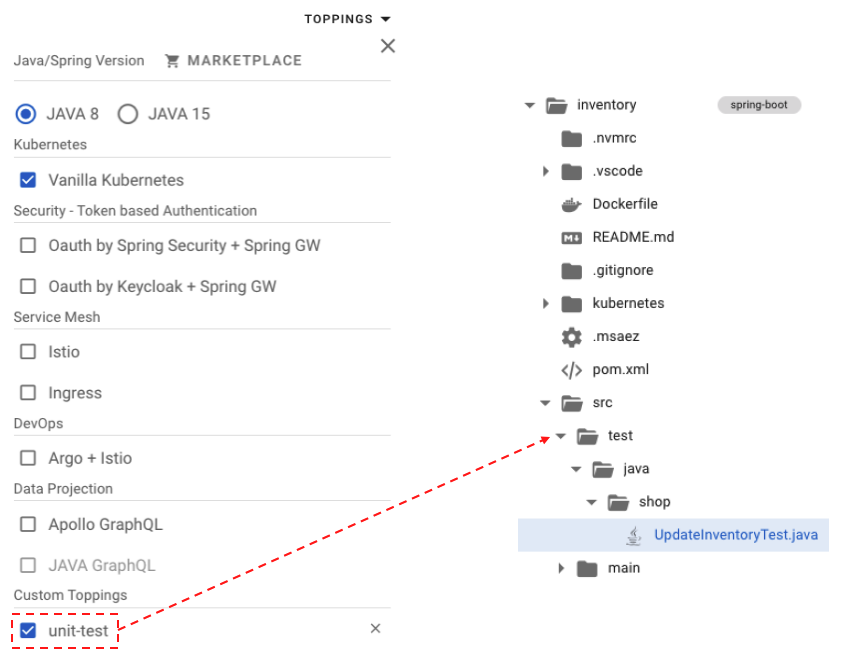 TOPPINGS
Java/Spring Version
MARKETPLACE
JAVA 8
JAVA 15
Kubernetes
Vanilla Kubernetes
Security - Token based Authentication
Oauth by Spring Security + Spring GW
Oauth by Keycloak + Spring GW
Service Mesh
Istio
Ingress
DevOps
Argo + Istio
Data Projection
Apollo GraphQL
JAVA GraphQL
Custom Toppings
unit-test
inventory
spring-boot
.nvmrc
.vscode
Dockerfile
M README.md
.gitignore
kubernetes
.msaez
</> pom.xml
src
test
java
shop
UpdateInventoryTest.java
main